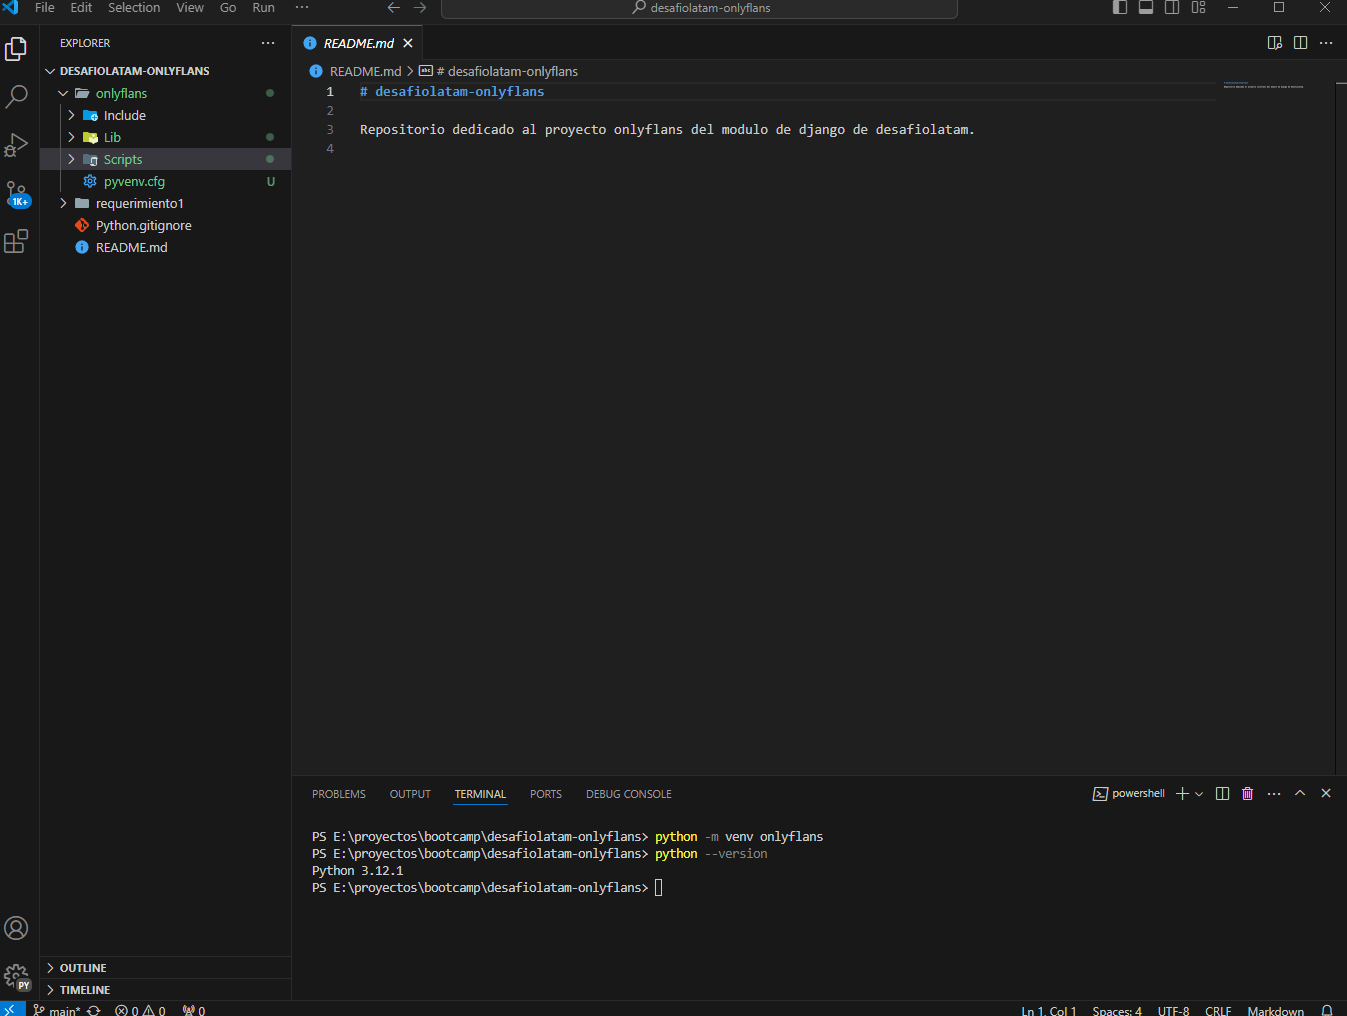 File Edit Selection View Go Run ··· desafiolatam-onlyflans
EXPLORER
DESAFIOLATAM-ONLYFLANS
onlyflans
Include
Lib
Scripts
pyvenv.cfg U
requerimiento1
Python.gitignore
README.md
1K+
README.md
README.md > # desafiolatam-onlyflans
1 # desafiolatam-onlyflans
2
3 Repositorio dedicado al proyecto onlyflans del modulo de django de desafiolatam.
4
PROBLEMS OUTPUT TERMINAL PORTS DEBUG CONSOLE powershell
PS E:\proyectos\bootcamp\desafiolatam-onlyflans> python -m venv onlyflans
PS E:\proyectos\bootcamp\desafiolatam-onlyflans> python --version
Python 3.12.1
PS E:\proyectos\bootcamp\desafiolatam-onlyflans>
OUTLINE
TIMELINE
PY
main* 0 0 0 Ln 1, Col 1 Spaces: 4 UTF-8 CRLF Markdown